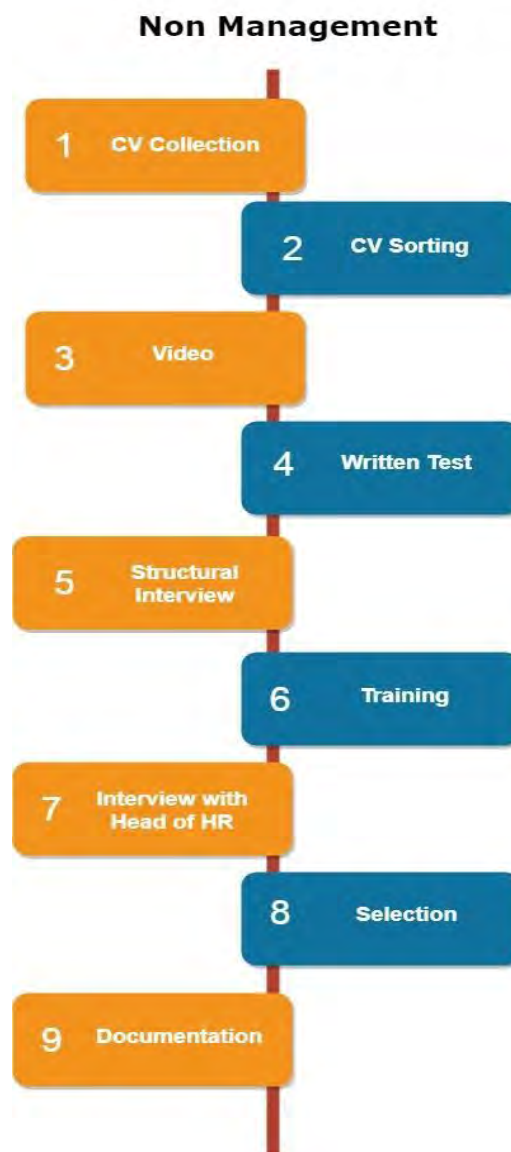 Non Management
1 CV Collection
2 CV Sorting
3 Video
4 Written Test
5 Structural
Interview
6 Training
7 Interview with
Head of HR
8 Selection
9 Documentation